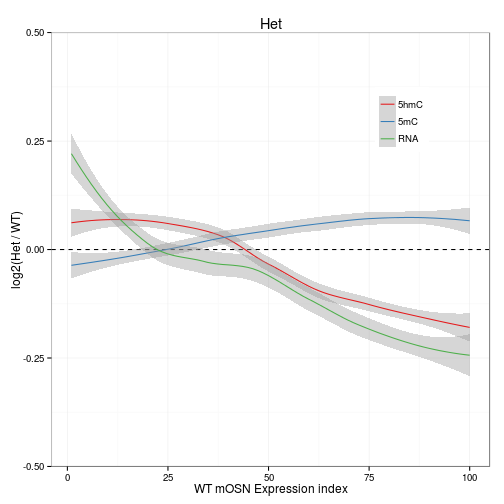 Het
0.50
0.25
0.00
-0.25
-0.50
log2(Het / WT)
5hmC
5mC
RNA
0 25 50 75 100
WT mOSN Expression index